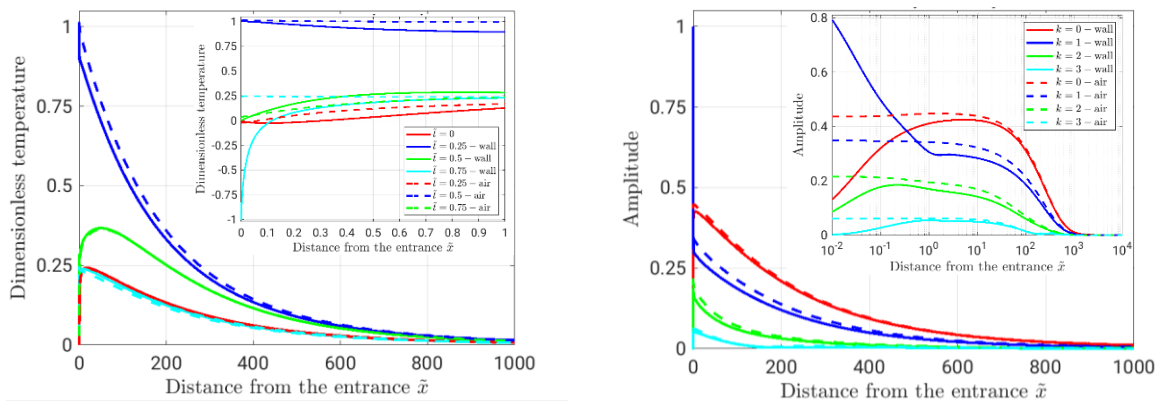 Dimensionless temperature
1
0.75
0.5
0.25
0
0
200
400
600
800
1000
Distance from the entrance x̃
Dimensionless temperature
1
0.75
0.5
0.25
0
-0.25
-0.5
-0.75
-1
0
0.1
0.2
0.3
0.4
0.5
0.6
0.7
0.8
0.9
1
Distance from the entrance x̃
l̃ = 0
l̃ = 0.25 − wall
l̃ = 0.5 − wall
l̃ = 0.75 − wall
l̃ = 0.25 − air
l̃ = 0.5 − air
l̃ = 0.75 − air
Amplitude
1
0.75
0.5
0.25
0
0
200
400
600
800
1000
Distance from the entrance x̃
Amplitude
0.8
0.6
0.4
0.2
0
10⁻²
10⁻¹
10⁰
10¹
10²
10³
10⁴
Distance from the entrance x̃
k = 0 − wall
k = 1 − wall
k = 2 − wall
k = 3 − wall
k = 0 − air
k = 1 − air
k = 2 − air
k = 3 − air